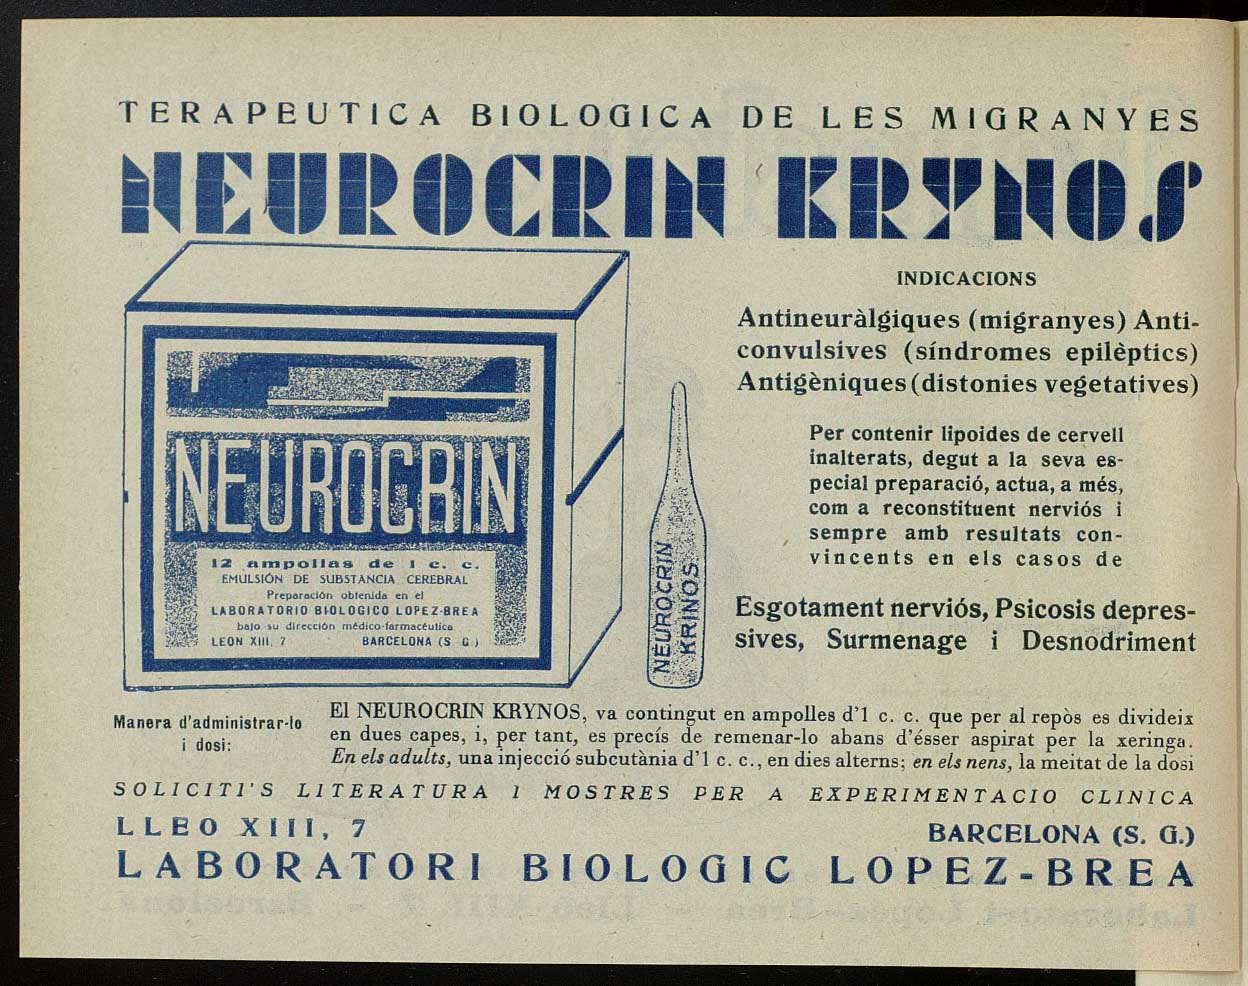 TERAPEUTICA BIOLOGICA DE LES MIGRANYES
NEUROCRIN KRYNOS
INDICACIONS
Antineuràlgiques (migranyes) Anti-
convulsives (síndromes epilèptics)
Antigèniques (distonies vegetatives)
Per contenir lipoides de cervell
inalterats, degut a la seva es-
pecial preparació, actua, a més,
com a reconstituent nerviós i
sempre amb resultats con-
vincents en els casos de
Esgotament nerviós, Psicosis depres-
sives, Surmenage i Desnodriment
NEUROCRIN
12 ampollas de 1 c. c.
EMULSIÓN DE SUBSTANCIA CEREBRAL
Preparación obtenida en el
LABORATORIO BIOLOGICO LOPEZ-BREA
bajo su dirección médico-farmacéutica
LEON XIII, 7 BARCELONA (S G)
NEUROCRIN
KRINOS
Manera d'administrar-lo
i dosi:
El NEUROCRIN KRYNOS, va contingut en ampolles d'1 c. c. que per al repòs es divideix
en dues capes, i, per tant, es precís de remenar-lo abans d'ésser aspirat per la xeringa.
En els adults, una injecció subcutània d'1 c. c., en dies alterns; en els nens, la meitat de la dosi
SOLICITI'S LITERATURA I MOSTRES PER A EXPERIMENTACIO CLINICA
LLEO XIII, 7
BARCELONA (S. G.)
LABORATORI BIOLOGIC LOPEZ-BREA